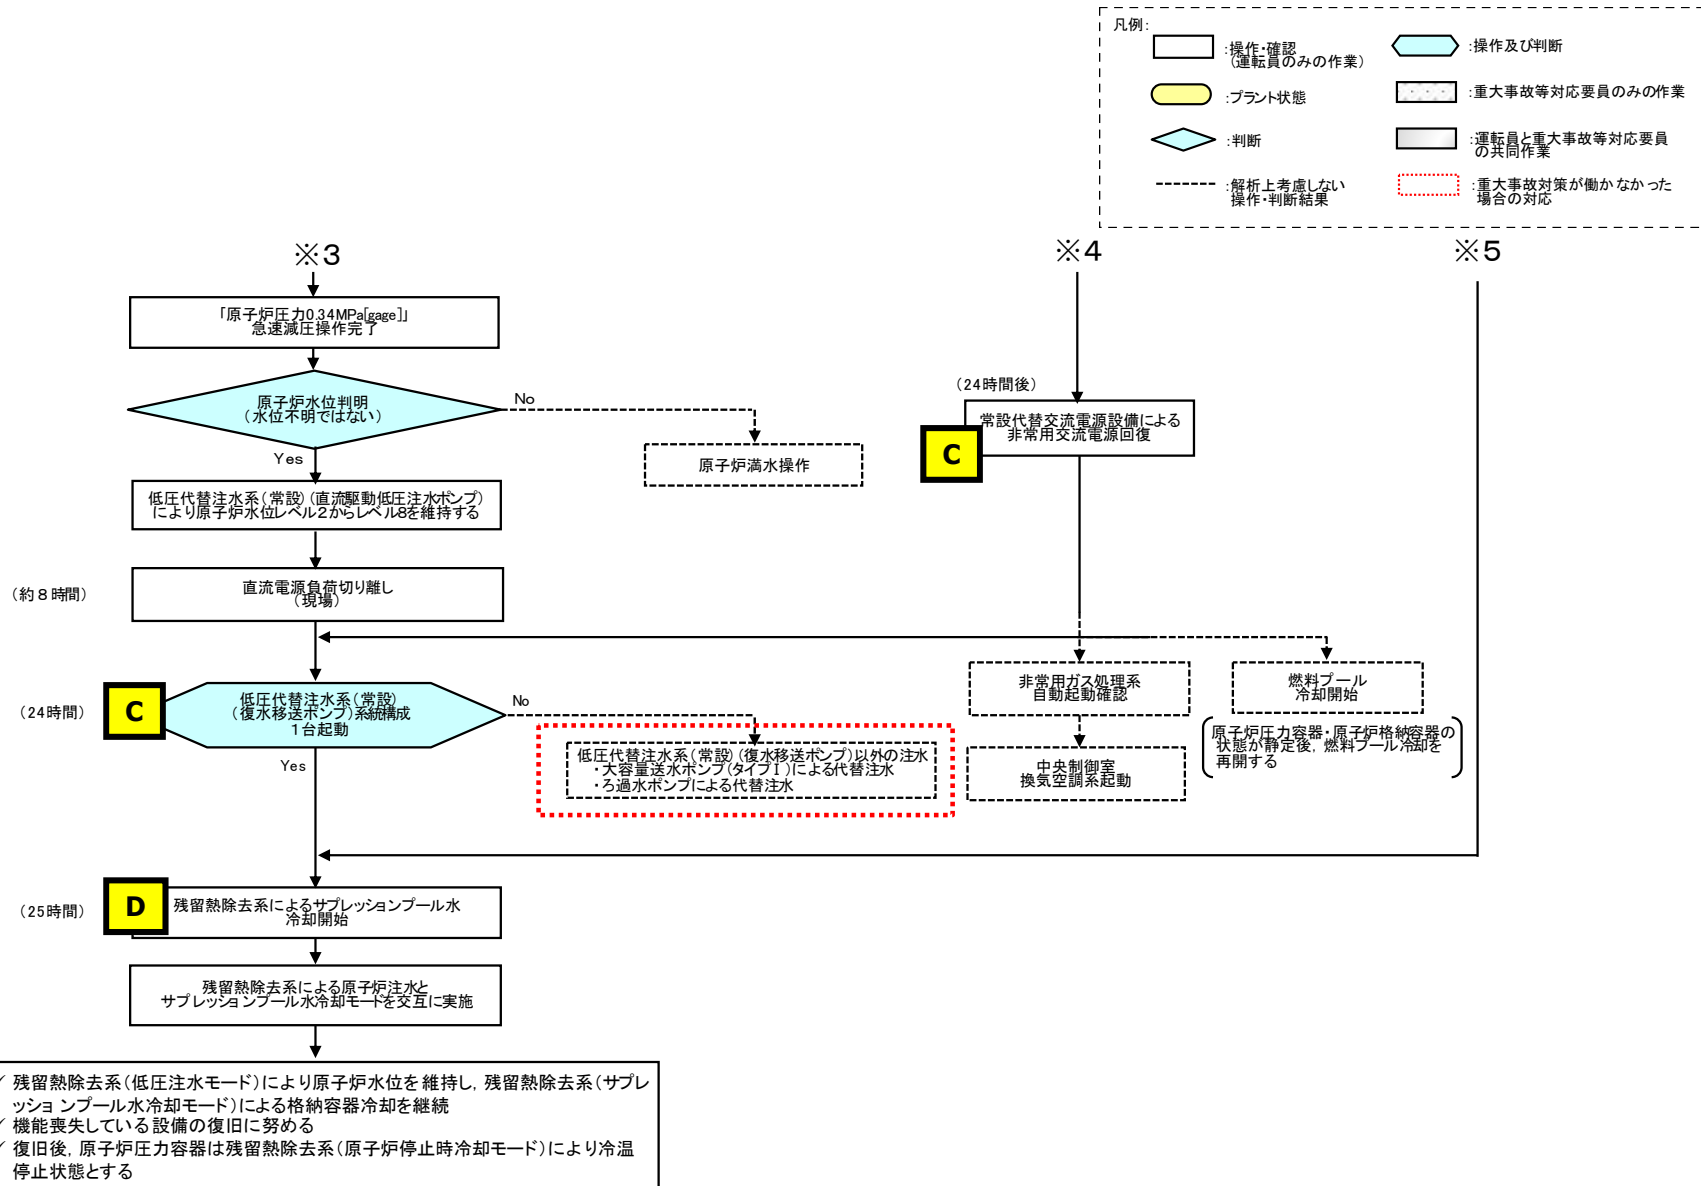 凡例:
:操作・確認
(運転員のみの作業)
:操作及び判断
:プラント状態
:重大事故等対応要員のみの作業
:判断
:運転員と重大事故等対応要員
の共同作業
:解析上考慮しない
操作・判断結果
:重大事故対策が働かなかった
場合の対応
※3
※4
※5
「原子炉圧力0.34MPa[gage]」
急速減圧操作完了
原子炉水位判明
(水位不明ではない)
No
Yes
原子炉満水操作
(24時間後)
常設代替交流電源設備による
非常用交流電源回復
C
低圧代替注水系(常設)(直流駆動低圧注水ポンプ)
により原子炉水位レベル2からレベル8を維持する
(約8時間)
直流電源負荷切り離し
(現場)
(24時間)
C
低圧代替注水系(常設)
(復水移送ポンプ)系統構成
1台起動
No
Yes
低圧代替注水系(常設)(復水移送ポンプ)以外の注水
・大容量送水ポンプ(タイプⅠ)による代替注水
・ろ過水ポンプによる代替注水
非常用ガス処理系
自動起動確認
中央制御室
換気空調系起動
燃料プール
冷却開始
原子炉圧力容器・原子炉格納容器の
状態が静定後,燃料プール冷却を
再開する
(25時間)
D
残留熱除去系によるサプレッションプール水
冷却開始
残留熱除去系による原子炉注水と
サプレッションプール水冷却モードを交互に実施
✓ 残留熱除去系(低圧注水モード)により原子炉水位を維持し,残留熱除去系(サプレ
ッションプール水冷却モード)による格納容器冷却を継続
✓ 機能喪失している設備の復旧に努める
✓ 復旧後,原子炉圧力容器は残留熱除去系(原子炉停止時冷却モード)により冷温
停止状態とする